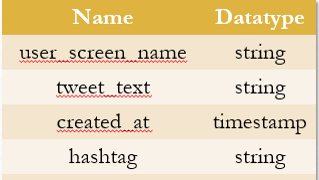 Name Datatype
user_screen_name string
tweet_text string
created_at timestamp
hashtag string